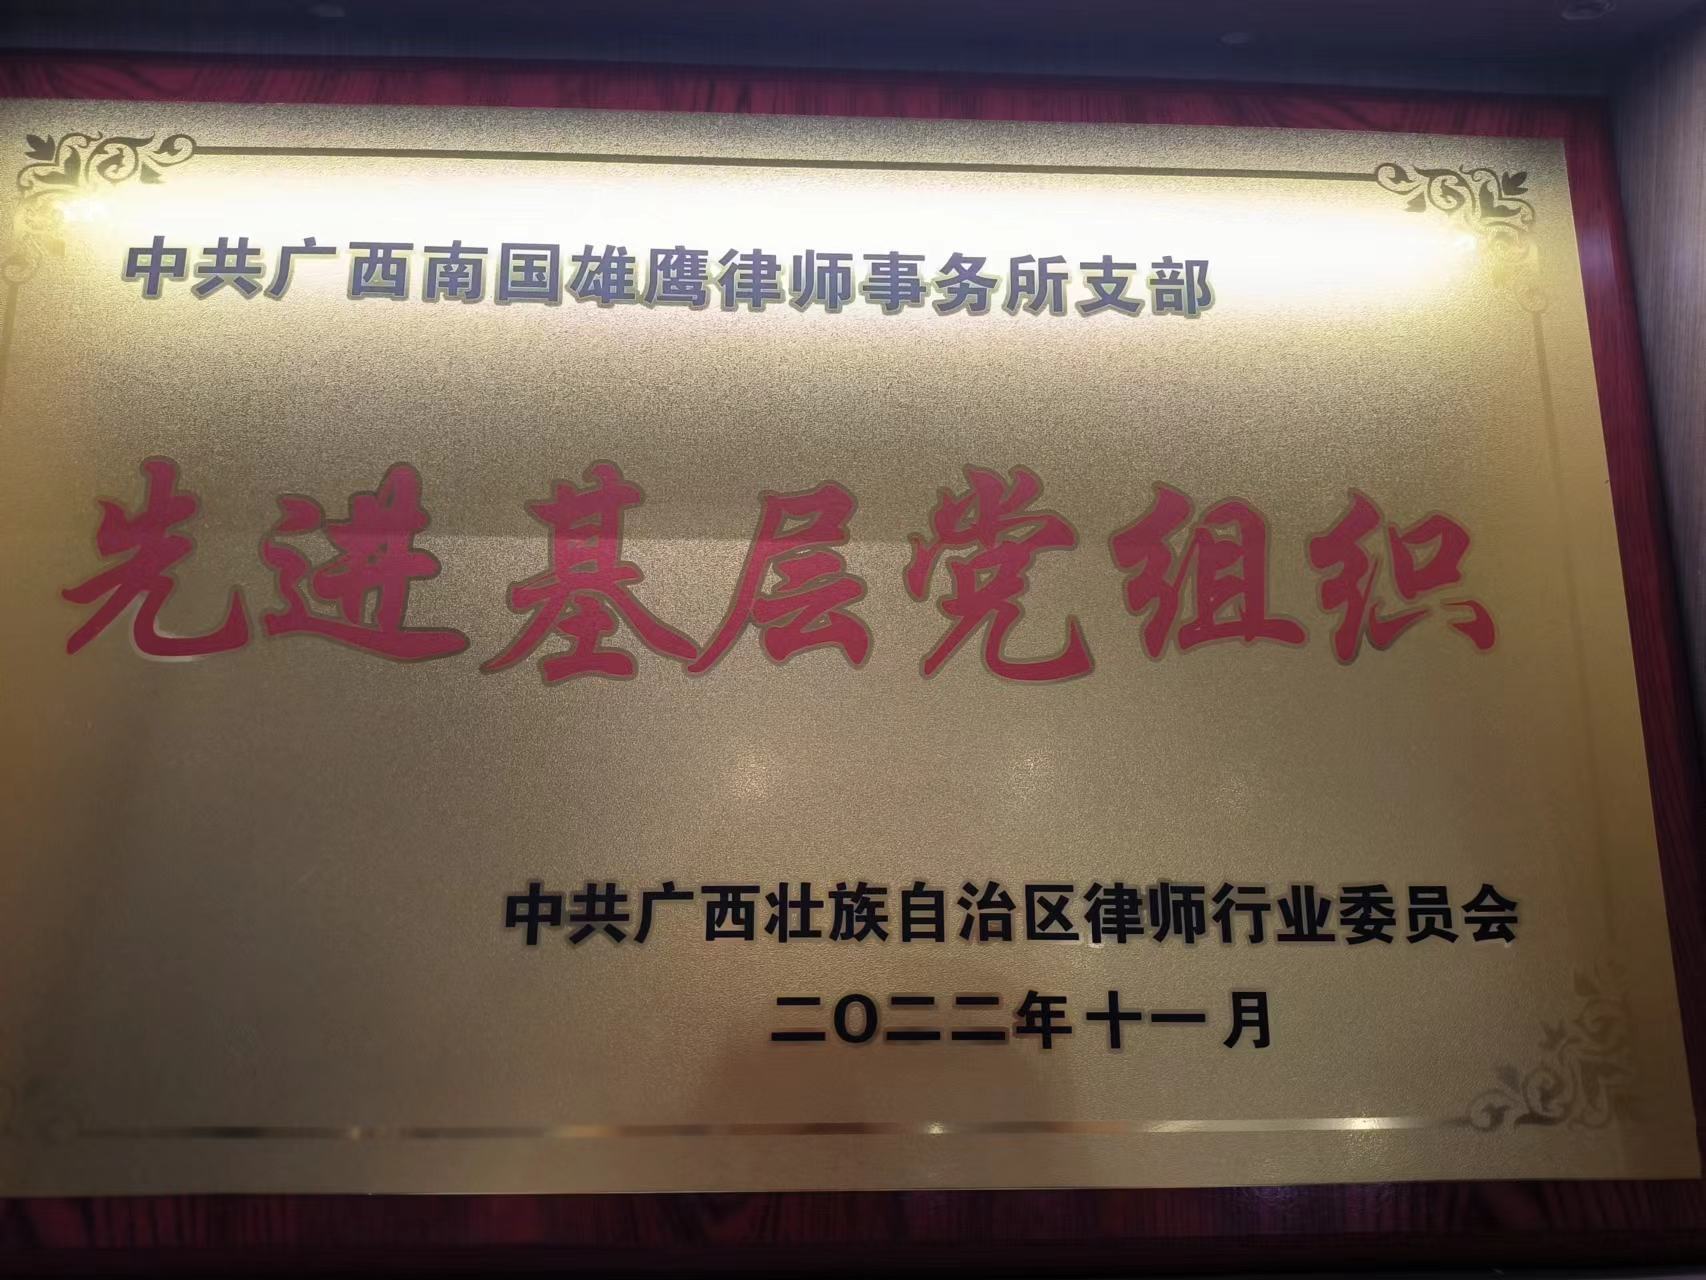 中共广西南国雄鹰律师事务所支部
先进基层党组织
中共广西壮族自治区律师行业委员会
二〇二二年十一月